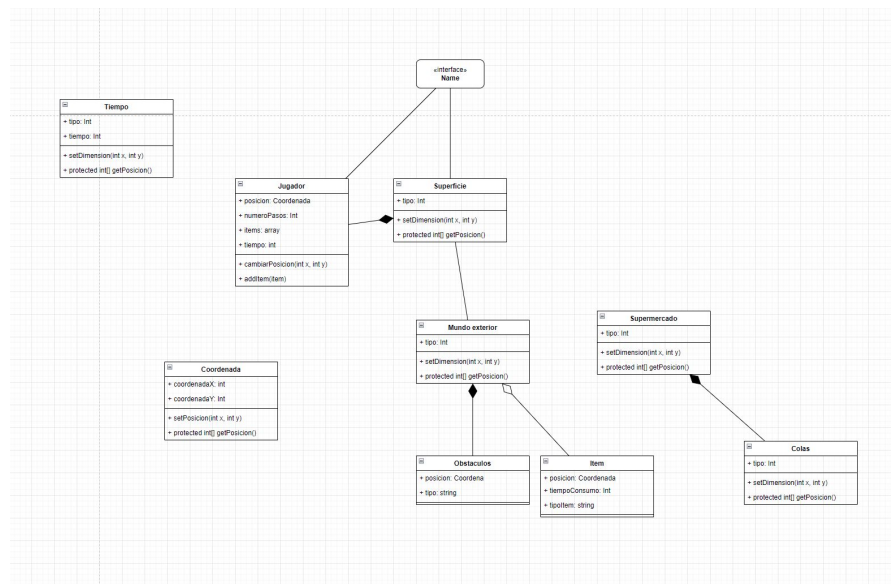 «interface»
Name
Tiempo
+ tipo: Int
+ tiempo: Int
+ setDimension(int x, int y)
+ protected int[] getPosicion()
Jugador
+ posicion: Coordenada
+ numeroPasos: Int
+ items: array
+ tiempo: int
+ cambiarPosicion(int x, int y)
+ addItem(item)
Superficie
+ tipo: Int
+ setDimension(int x, int y)
+ protected int[] getPosicion()
Mundo exterior
+ tipo: Int
+ setDimension(int x, int y)
+ protected int[] getPosicion()
Supermercado
+ tipo: Int
+ setDimension(int x, int y)
+ protected int[] getPosicion()
Coordenada
+ coordenadaX: int
+ coordenadaY: Int
+ setPosicion(int x, int y)
+ protected int[] getPosicion()
Obstaculos
+ posicion: Coordena
+ tipo: string
Item
+ posicion: Coordenada
+ tiempoConsumo: Int
+ tipoItem: string
Colas
+ tipo: Int
+ setDimension(int x, int y)
+ protected int[] getPosicion()